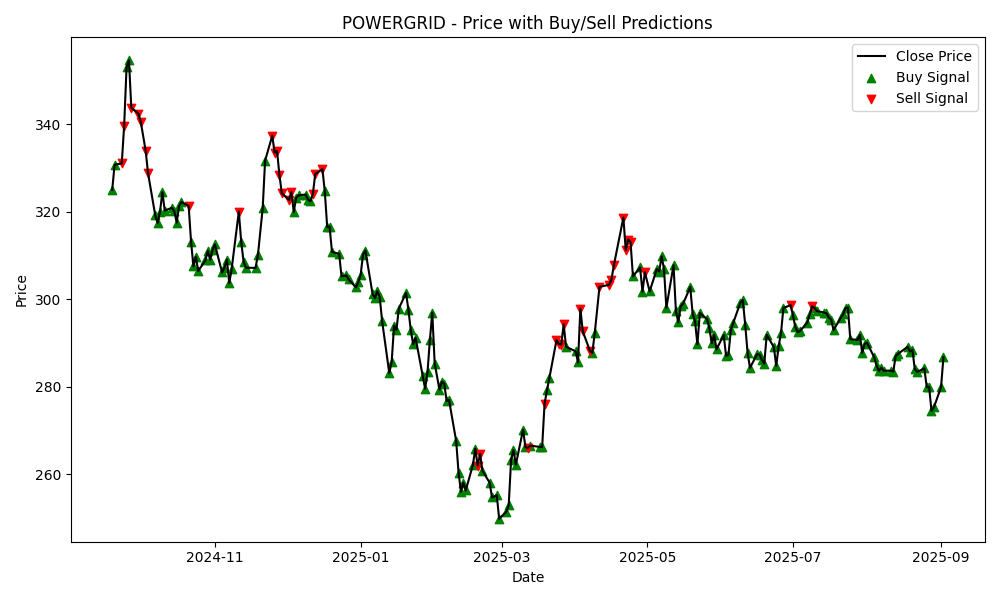 POWERGRID - Price with Buy/Sell Predictions
Close Price
Buy Signal
Sell Signal
Price
340
320
300
280
260
2024-11
2025-01
2025-03
2025-05
2025-07
2025-09
Date